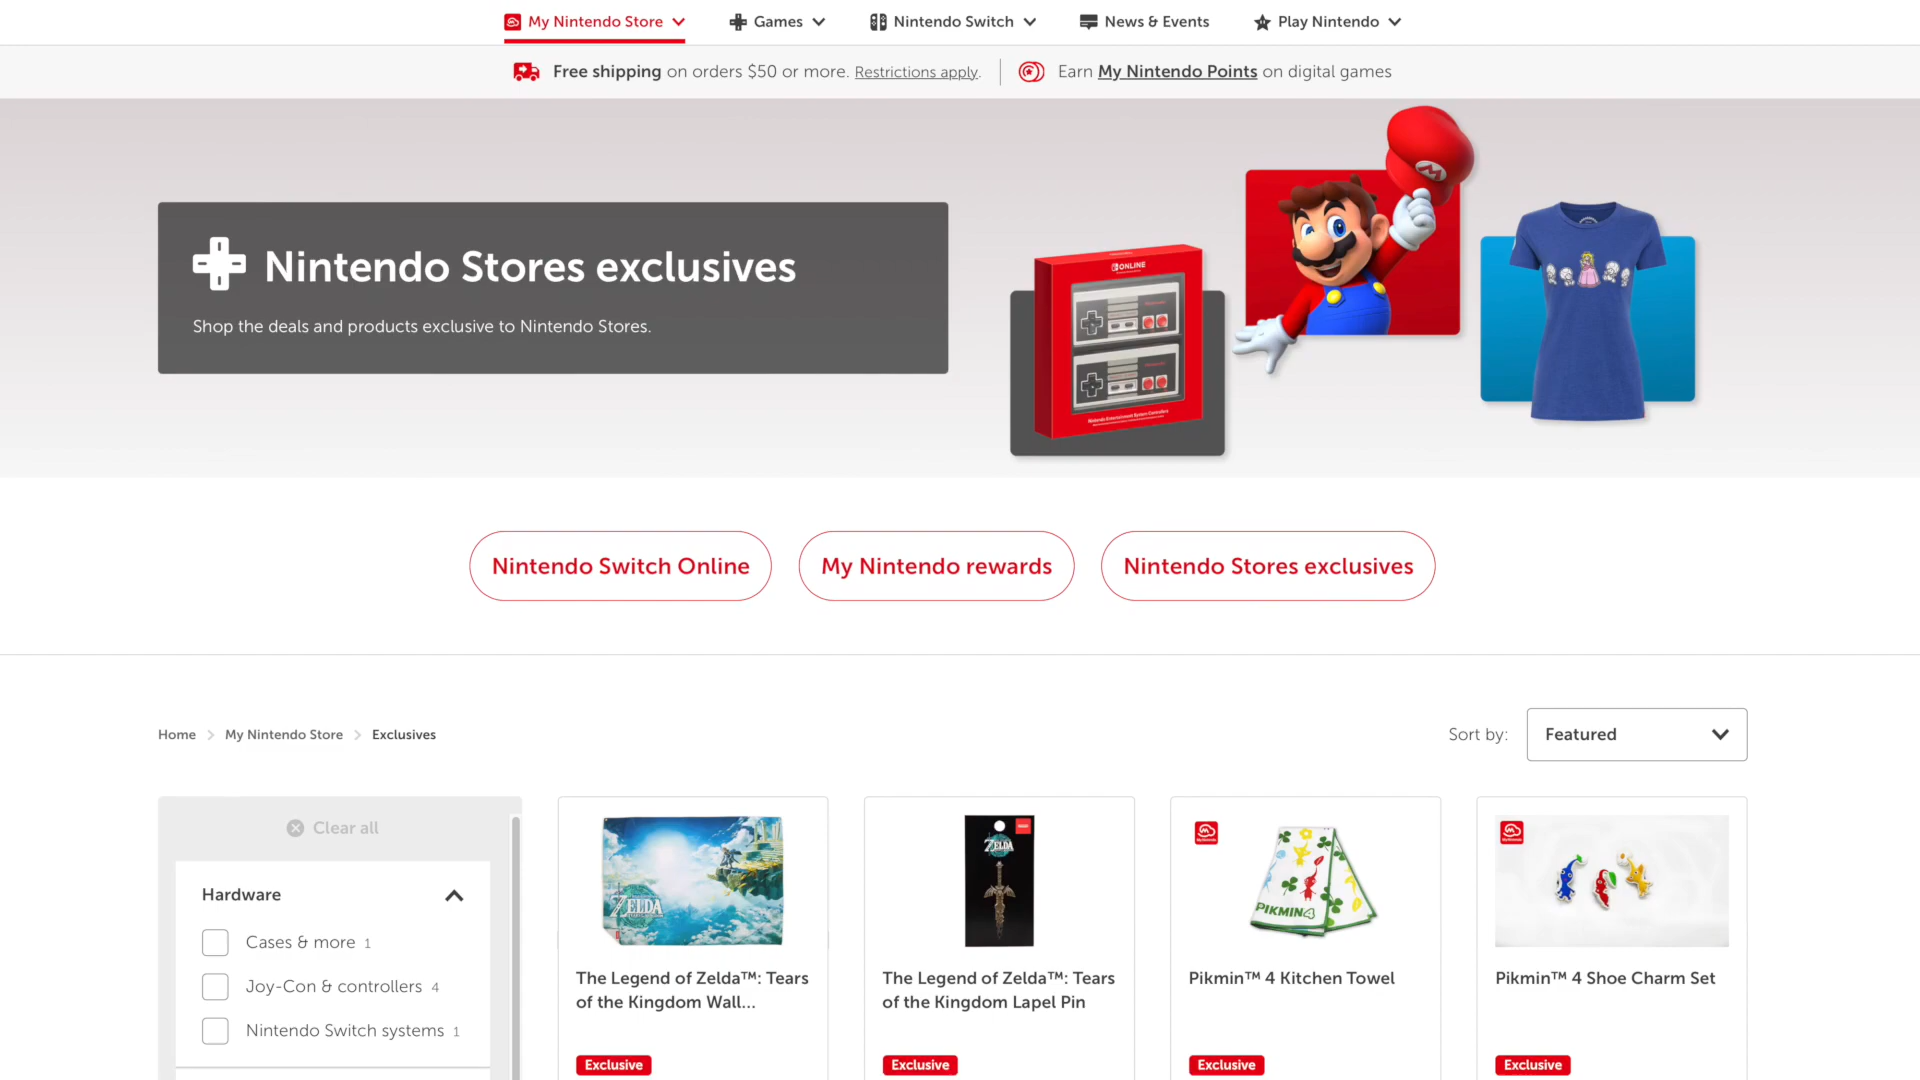 My Nintendo Store
Games
Nintendo Switch
News & Events
Play Nintendo
Free shipping on orders $50 or more. Restrictions apply.
Earn My Nintendo Points on digital games
Nintendo Stores exclusives
Shop the deals and products exclusive to Nintendo Stores.
ONLINE
M
Nintendo Switch Online
My Nintendo rewards
Nintendo Stores exclusives
Home
My Nintendo Store
Exclusives
Sort by:
Featured
Clear all
Hardware
Cases & more 1
Joy-Con & controllers 4
Nintendo Switch systems 1
ZELDA
The Legend of Zelda™: Tears
of the Kingdom Wall...
Exclusive
ZELDA
The Legend of Zelda™: Tears
of the Kingdom Lapel Pin
Exclusive
PIKMIN4
Pikmin™ 4 Kitchen Towel
Exclusive
Pikmin™ 4 Shoe Charm Set
Exclusive